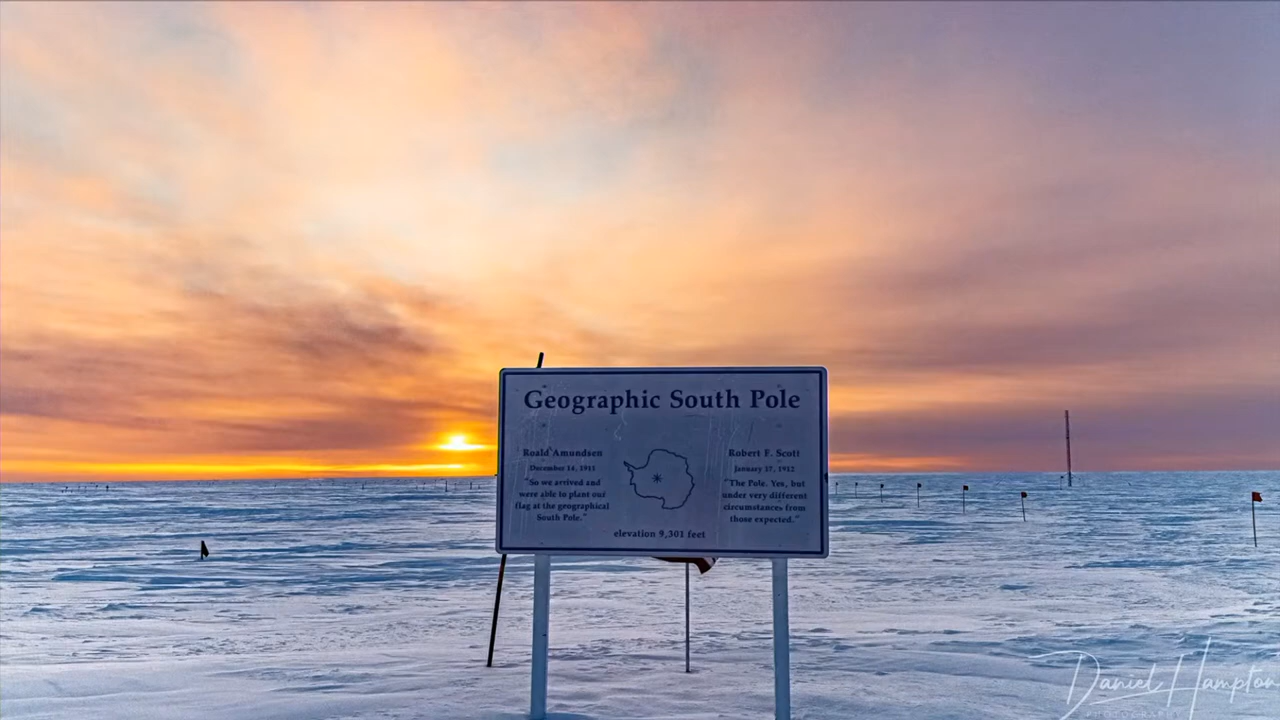 Geographic South Pole
Roald Amundsen
December 14, 1911
"So we arrived and
were able to plant our
flag at the geographical
South Pole."
Robert F. Scott
January 17, 1912
"The Pole. Yes, but
under very different
circumstances from
those expected."
elevation 9,301 feet
Daniel Hampton
PHOTOGRAPHY